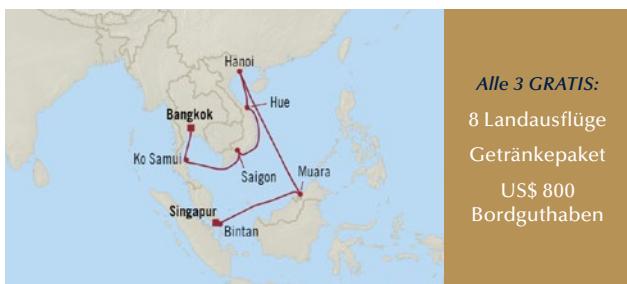 Hanoi
Hue
Bangkok
Ko Samui
Saigon
Muara
Singapur
Bintan
Alle 3 GRATIS:
8 Landausflüge
Getränkepaket
US$ 800
Bordguthaben